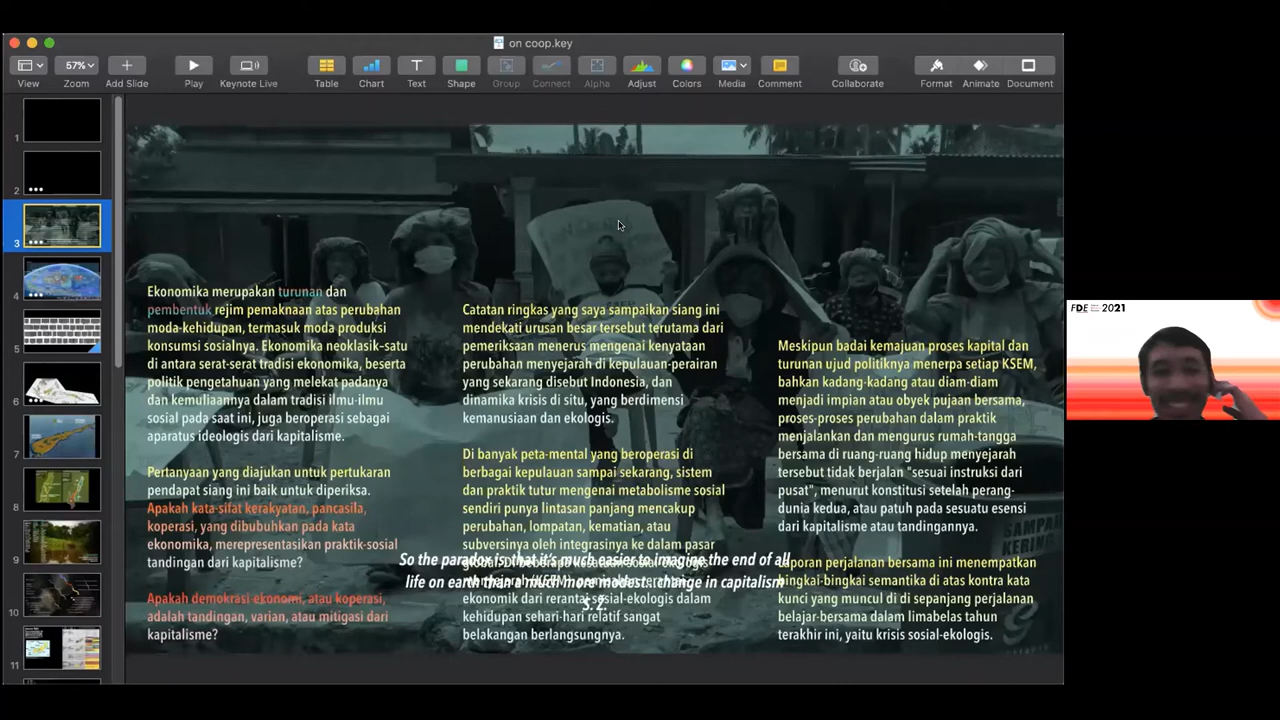 on coop.key
57%
View
Zoom
Add Slide
Play
Keynote Live
Table
Chart
Text
Shape
Group
Connect
Alpha
Adjust
Colors
Media
Comment
Collaborate
Format
Animate
Document
1
2
3
4
5
6
7
8
9
10
11
Ekonomika merupakan turunan dan
pembentuk rejim pemaknaan atas perubahan
moda-kehidupan, termasuk moda produksi
konsumsi sosialnya. Ekonomika neoklasik–satu
di antara serat-serat tradisi ekonomika, beserta
politik pengetahuan yang melekat padanya
dan kemuliaannya dalam tradisi ilmu-ilmu
sosial pada saat ini, juga beroperasi sebagai
aparatus ideologis dari kapitalisme.
Pertanyaan yang diajukan untuk pertukaran
pendapat siang ini baik untuk diperiksa.
Apakah kata-sifat kerakyatan, pancasila,
koperasi, yang dibubuhkan pada kata
ekonomika, merepresentasikan praktik-sosial
tandingan dari kapitalisme?
Apakah demokrasi ekonomi, atau koperasi,
adalah tandingan, varian, atau mitigasi dari
kapitalisme?
Catatan ringkas yang saya sampaikan siang ini
mendekati urusan besar tersebut terutama dari
pemeriksaan menerus mengenai kenyataan
perubahan menyejarah di kepulauan-perairan
yang sekarang disebut Indonesia, dan
dinamika krisis di situ, yang berdimensi
kemanusiaan dan ekologis.
Di banyak peta-mental yang beroperasi di
berbagai kepulauan sampai sekarang, sistem
dan praktik tutur mengenai metabolisme sosial
sendiri punya lintasan panjang mencakup
perubahan, lompatan, kematian, atau
subversinya oleh integrasinya ke dalam pasar
ekonomik dari rerantai sosial-ekologis dalam
kehidupan sehari-hari relatif sangat
belakangan berlangsungnya.
So the paradox is that it's much easier to imagine the end of all
life on earth than a much more modest change in capitalism
S. Z.
Meskipun badai kemajuan proses kapital dan
turunan ujud politiknya menerpa setiap KSEM,
bahkan kadang-kadang atau diam-diam
menjadi impian atau obyek pujaan bersama,
proses-proses perubahan dalam praktik
menjalankan dan mengurus rumah-tangga
bersama di ruang-ruang hidup menyejarah
tersebut tidak berjalan "sesuai instruksi dari
pusat", menurut konstitusi setelah perang-
dunia kedua, atau patuh pada sesuatu esensi
dari kapitalisme atau tandingannya.
Laporan perjalanan bersama ini menempatkan
bingkai-bingkai semantika di atas kontra kata
kunci yang muncul di di sepanjang perjalanan
belajar-bersama dalam limabelas tahun
terakhir ini, yaitu krisis sosial-ekologis.
SAMPAI
KERING
FDE 2021